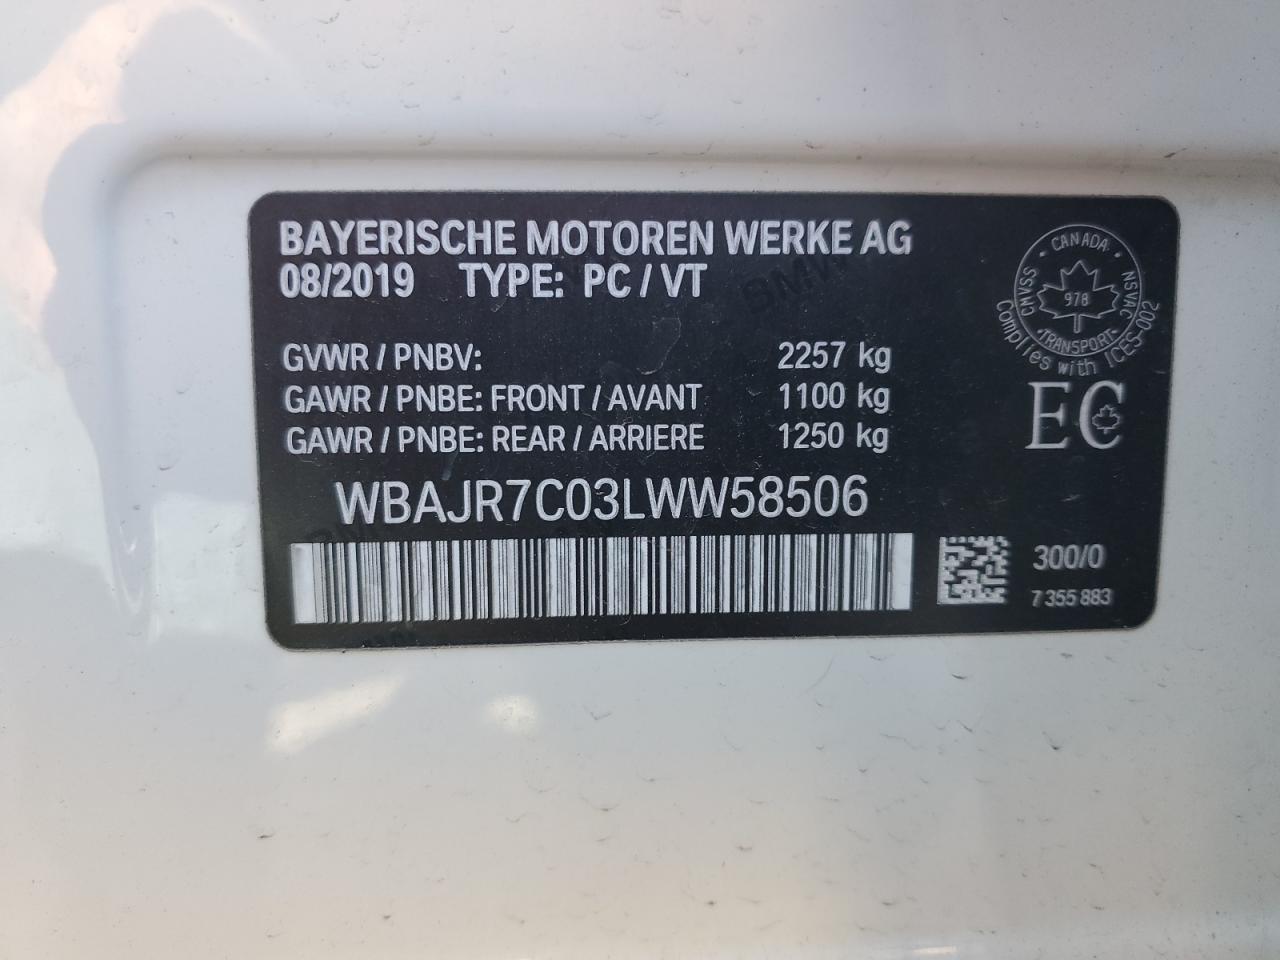 BAYERISCHE MOTOREN WERKE AG
08/2019 TYPE: PC / VT
GVWR / PNBV: 2257 kg
GAWR / PNBE: FRONT / AVANT 1100 kg
GAWR / PNBE: REAR / ARRIERE 1250 kg
WBAJR7C03LWW58506
CANADA
CMVSS
NSVAC
978
TRANSPORT
Complies with ICES-002
EC
300/0
7 355 883
BMW
BMW